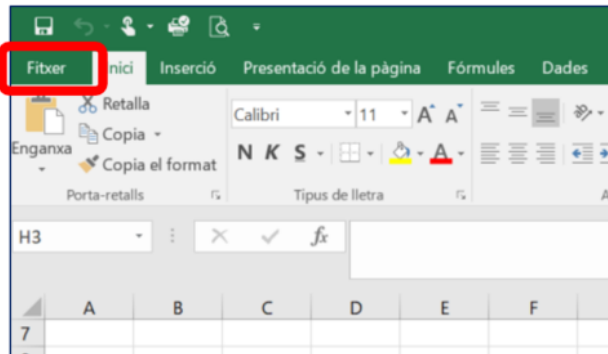 Fitxer Inici Inserció Presentació de la pàgina Fórmules Dades
Enganxa
Retalla
Copia
Copia el format
Porta-retalls
Calibri 11 A A
N K S A
Tipus de lletra
H3 fx
A B C D E F
7